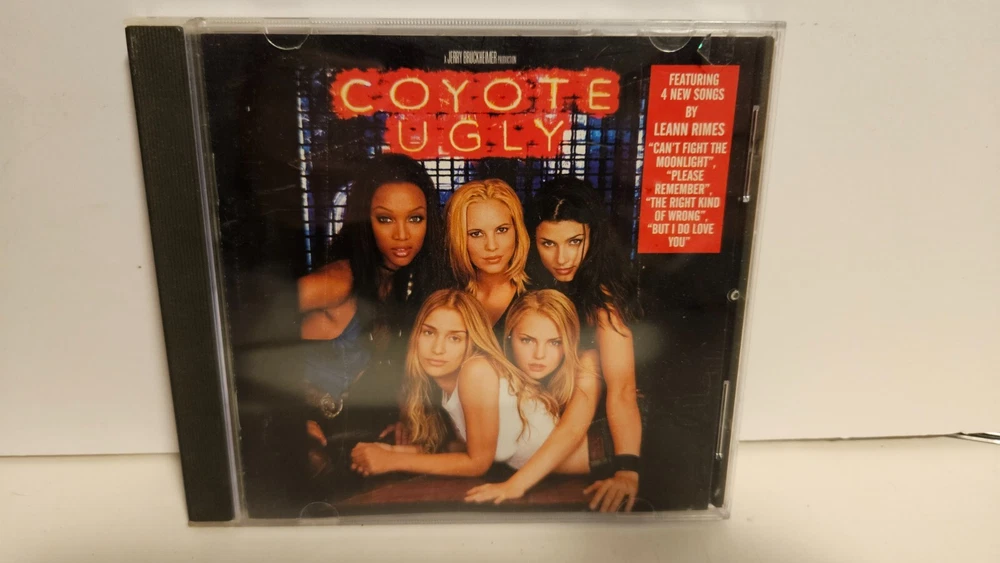 A JERRY BRUCKHEIMER PRODUCTION
COYOTE
UGLY
FEATURING
4 NEW SONGS
BY
LEANN RIMES
"CAN'T FIGHT THE
MOONLIGHT",
"PLEASE
REMEMBER",
"THE RIGHT KIND
OF WRONG",
"BUT I DO LOVE
YOU"